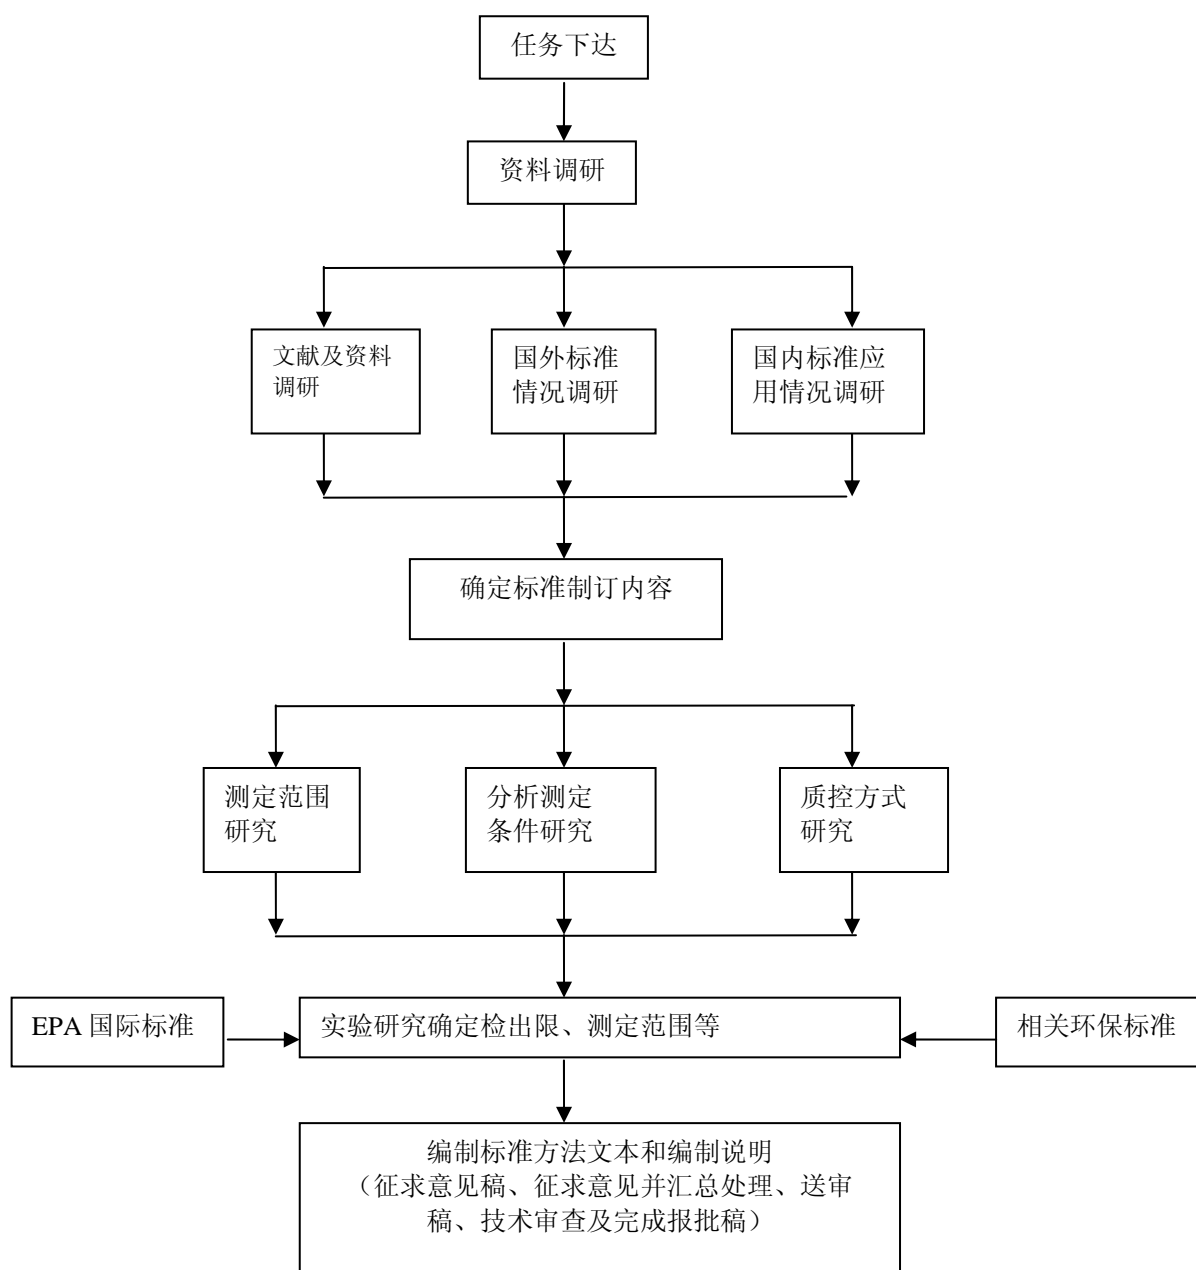 任务下达
资料调研
文献及资料
调研
国外标准
情况调研
国内标准应
用情况调研
确定标准制订内容
测定范围
研究
分析测定
条件研究
质控方式
研究
EPA 国际标准
实验研究确定检出限、测定范围等
相关环保标准
编制标准方法文本和编制说明
（征求意见稿、征求意见并汇总处理、送审
稿、技术审查及完成报批稿）